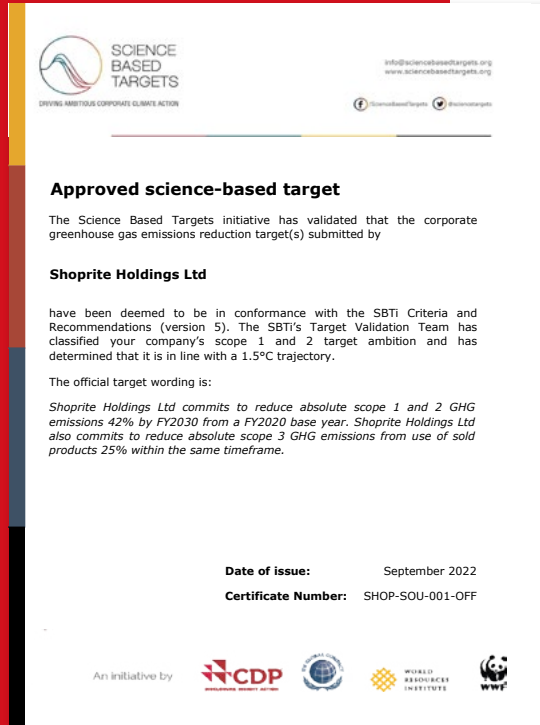 SCIENCE
BASED
TARGETS
DRIVING AMBITIOUS CORPORATE CLIMATE ACTION
info@sciencebasedtargets.org
www.sciencebasedtargets.org
/ScienceBasedTargets @sciencetargets
Approved science-based target
The Science Based Targets initiative has validated that the corporate
greenhouse gas emissions reduction target(s) submitted by
Shoprite Holdings Ltd
have been deemed to be in conformance with the SBTi Criteria and
Recommendations (version 5). The SBTi's Target Validation Team has
classified your company's scope 1 and 2 target ambition and has
determined that it is in line with a 1.5°C trajectory.
The official target wording is:
Shoprite Holdings Ltd commits to reduce absolute scope 1 and 2 GHG
emissions 42% by FY2030 from a FY2020 base year. Shoprite Holdings Ltd
also commits to reduce absolute scope 3 GHG emissions from use of sold
products 25% within the same timeframe.
Date of issue: September 2022
Certificate Number: SHOP-SOU-001-OFF
An initiative by
CDP
DISCLOSURE INSIGHT ACTION
WORLD
RESOURCES
INSTITUTE
WWF